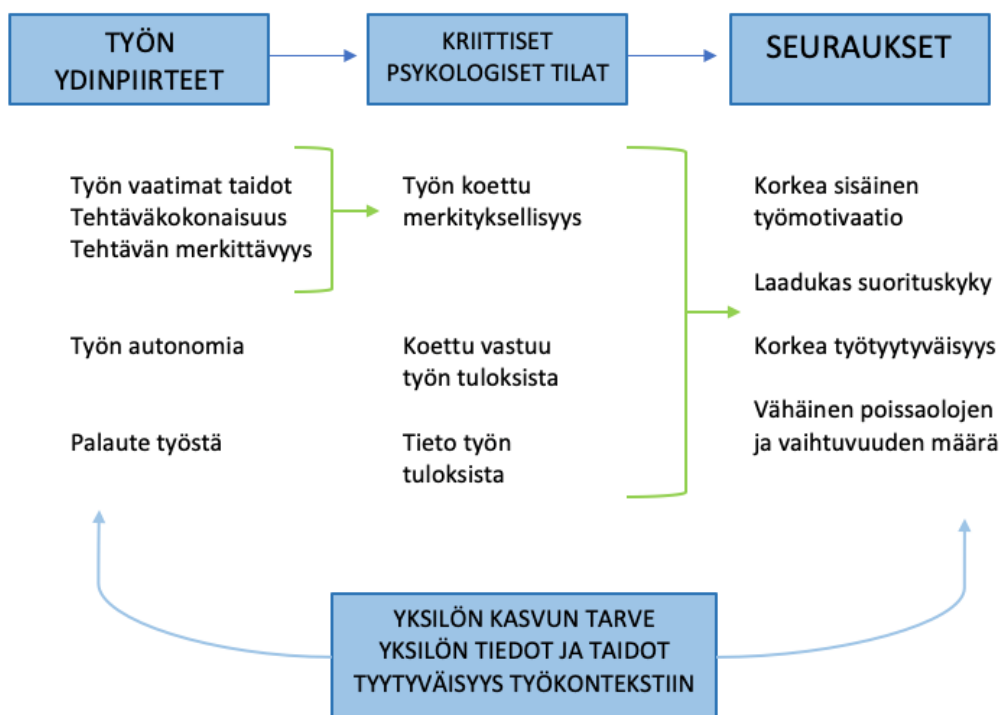 TYÖN
YDINPIIRTEET
KRIITTISET
PSYKOLOGISET TILAT
SEURAUKSET
Työn vaatimat taidot
Tehtäväkokonaisuus
Tehtävän merkittävyys
Työn autonomia
Palaute työstä
Työn koettu
merkityksellisyys
Koettu vastuu
työn tuloksista
Tieto työn
tuloksista
Korkea sisäinen
työmotivaatio
Laadukas suorituskyky
Korkea työtyytyväisyys
Vähäinen poissaolojen
ja vaihtuvuuden määrä
YKSILÖN KASVUN TARVE
YKSILÖN TIEDOT JA TAIDOT
TYYTYVÄISYYS TYÖKONTEKSTIIN